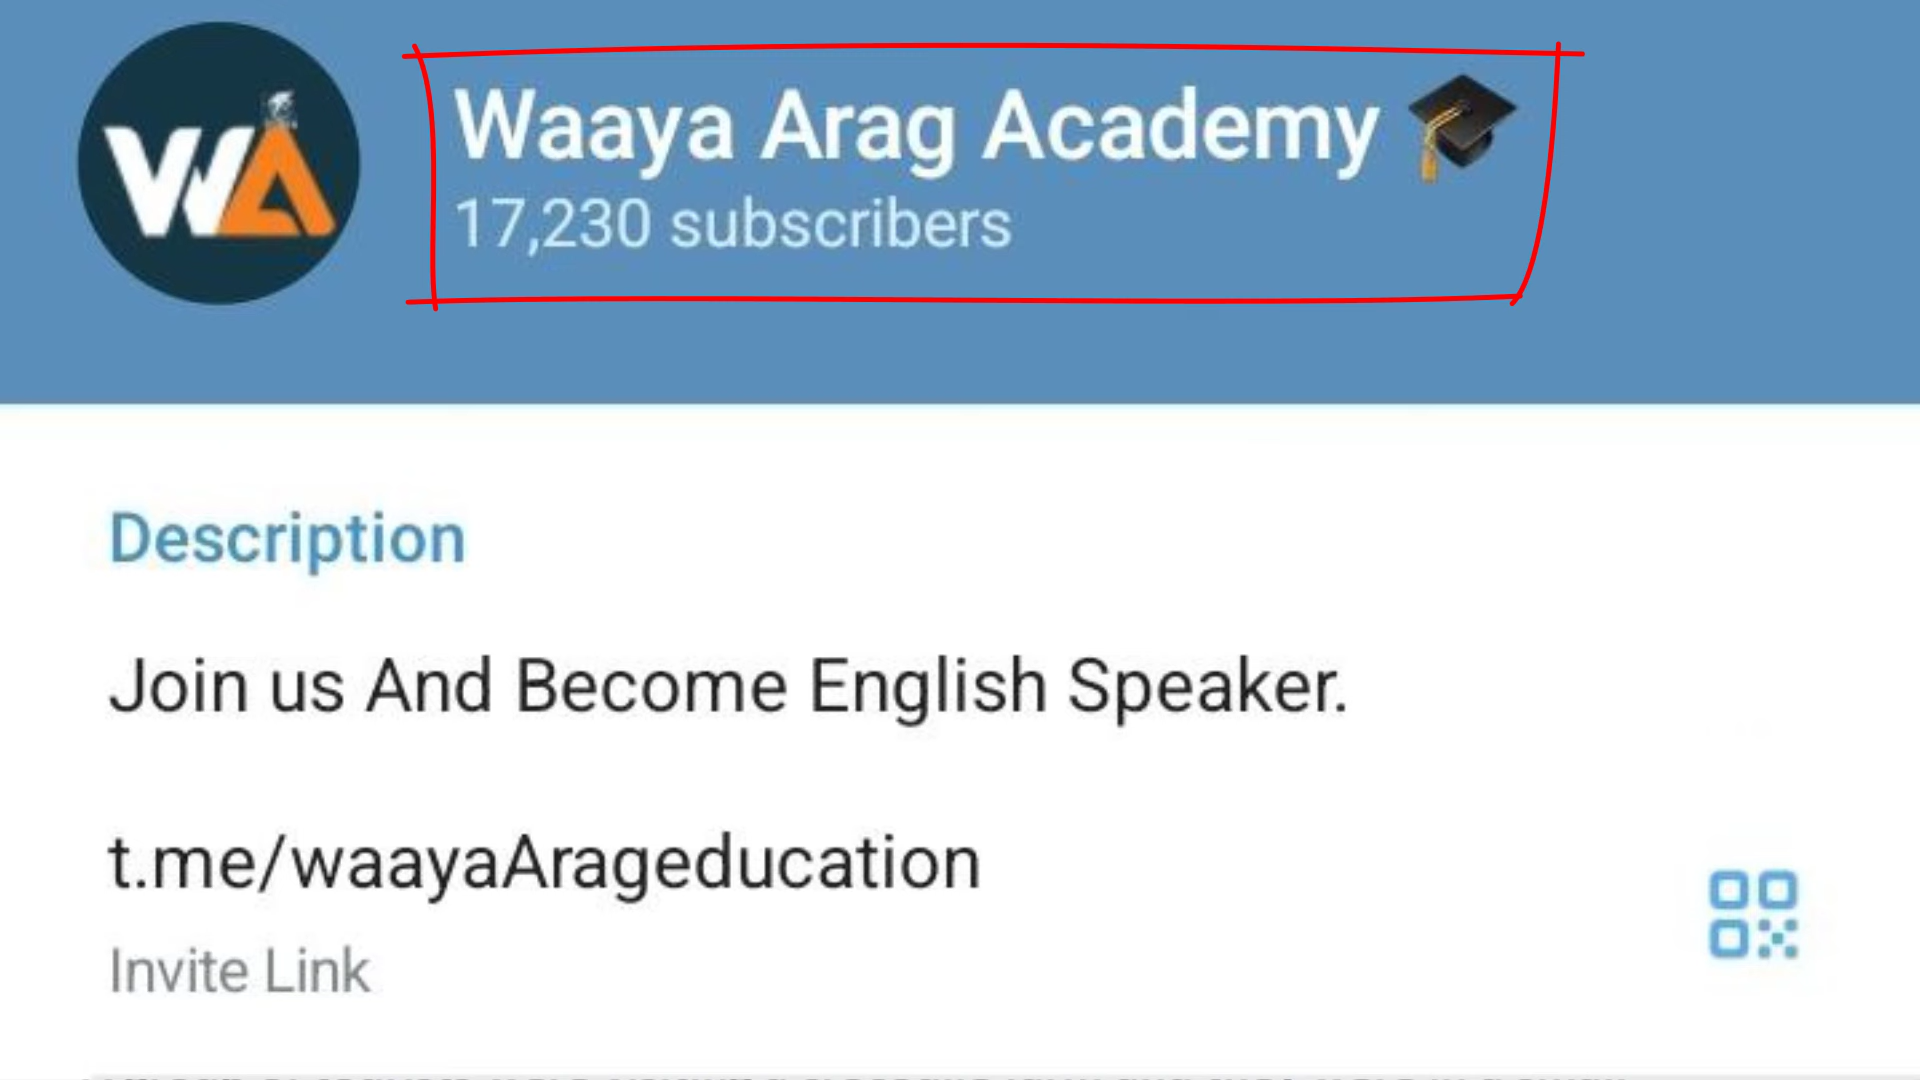 WA
Waaya Arag Academy 🎓
17,230 subscribers
Description
Join us And Become English Speaker.
t.me/waayaArageducation
Invite Link